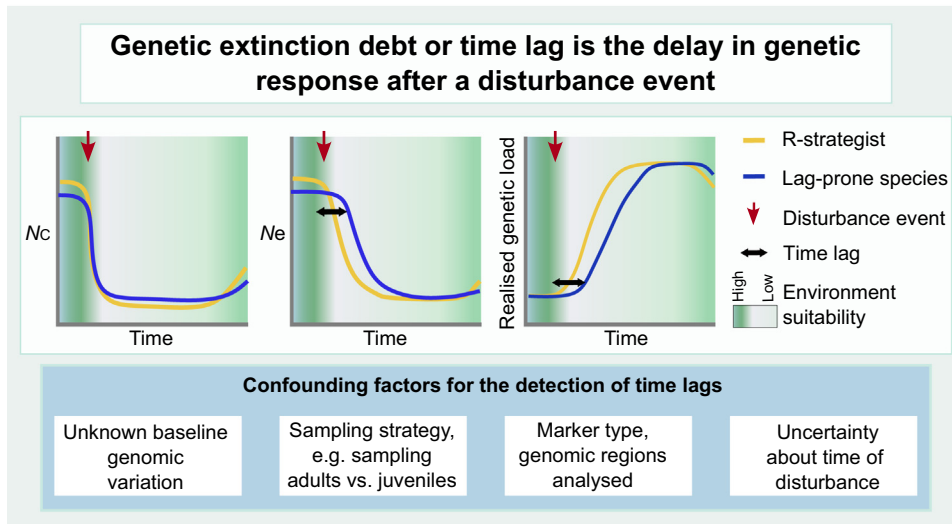 Genetic extinction debt or time lag is the delay in genetic
response after a disturbance event
Nc
Time
Ne
Time
Realised genetic load
Time
R-strategist
Lag-prone species
Disturbance event
Time lag
High
Low
Environment
suitability
Confounding factors for the detection of time lags
Unknown baseline
genomic
variation
Sampling strategy,
e.g. sampling
adults vs. juveniles
Marker type,
genomic regions
analysed
Uncertainty
about time of
disturbance